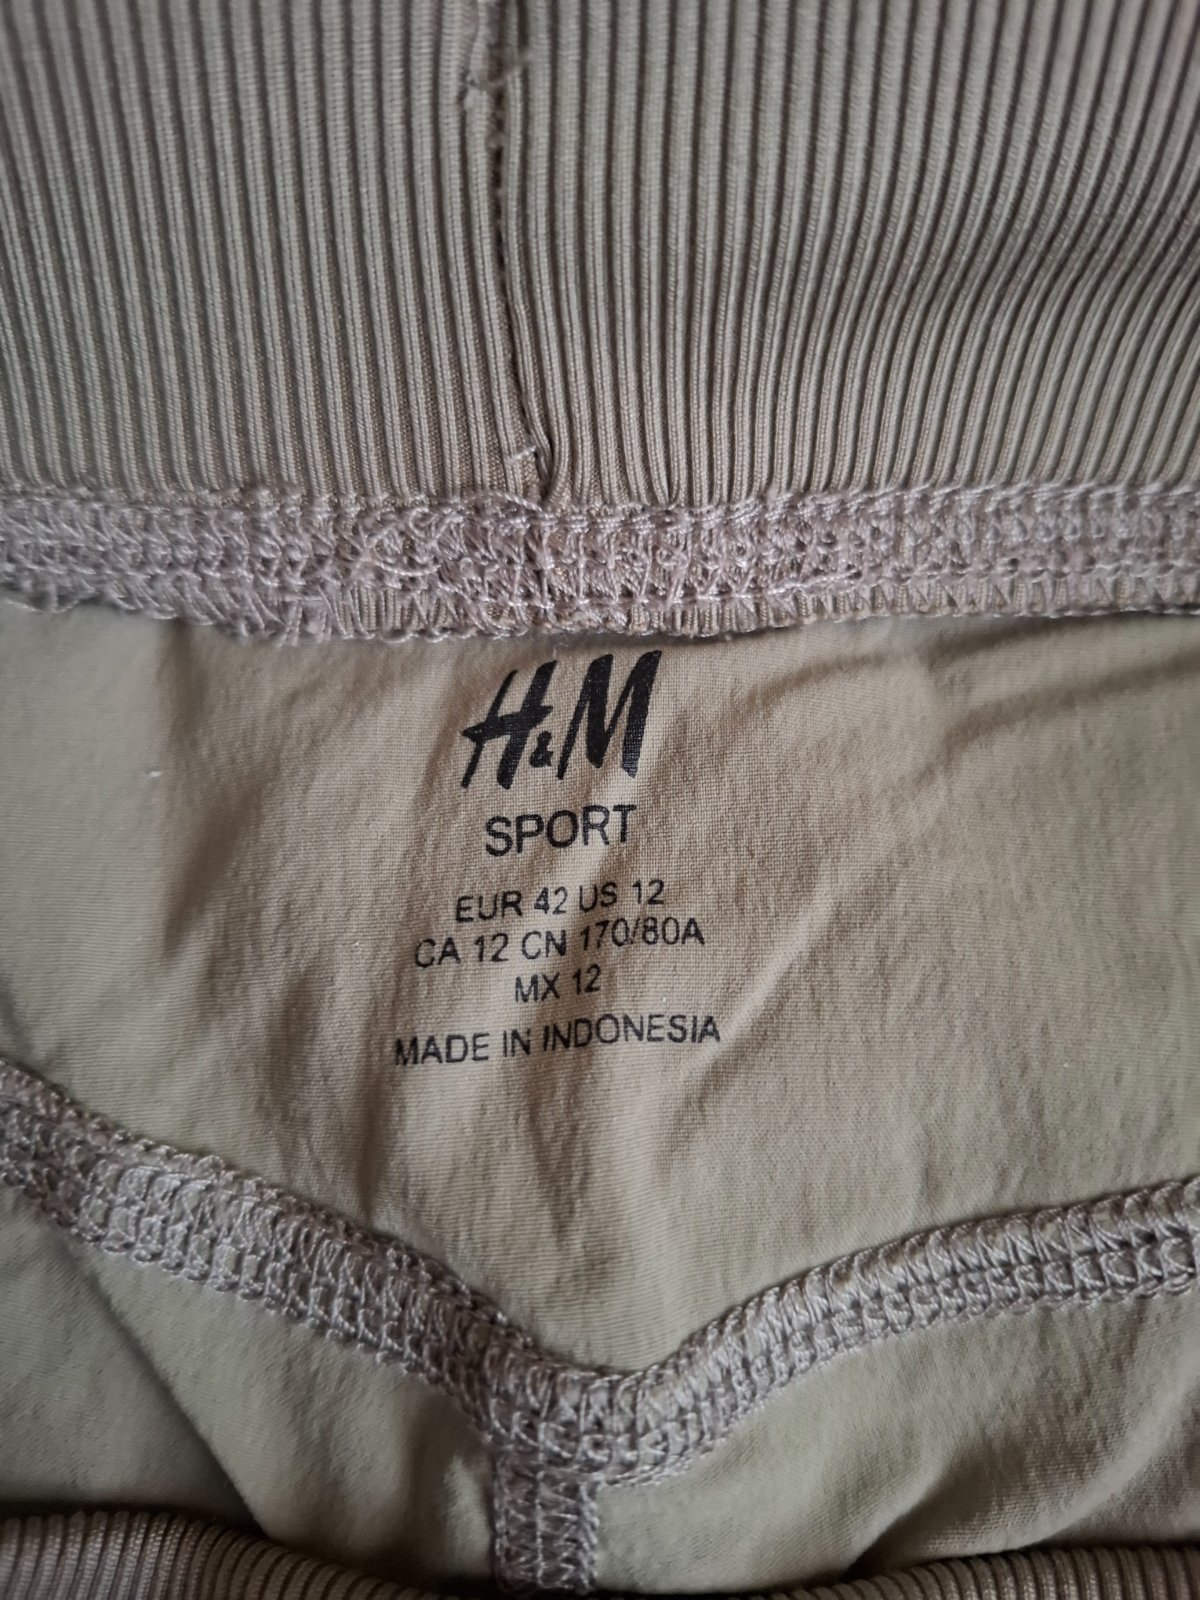 H&M
SPORT
EUR 42 US 12
CA 12 CN 170/80A
MX 12
MADE IN INDONESIA